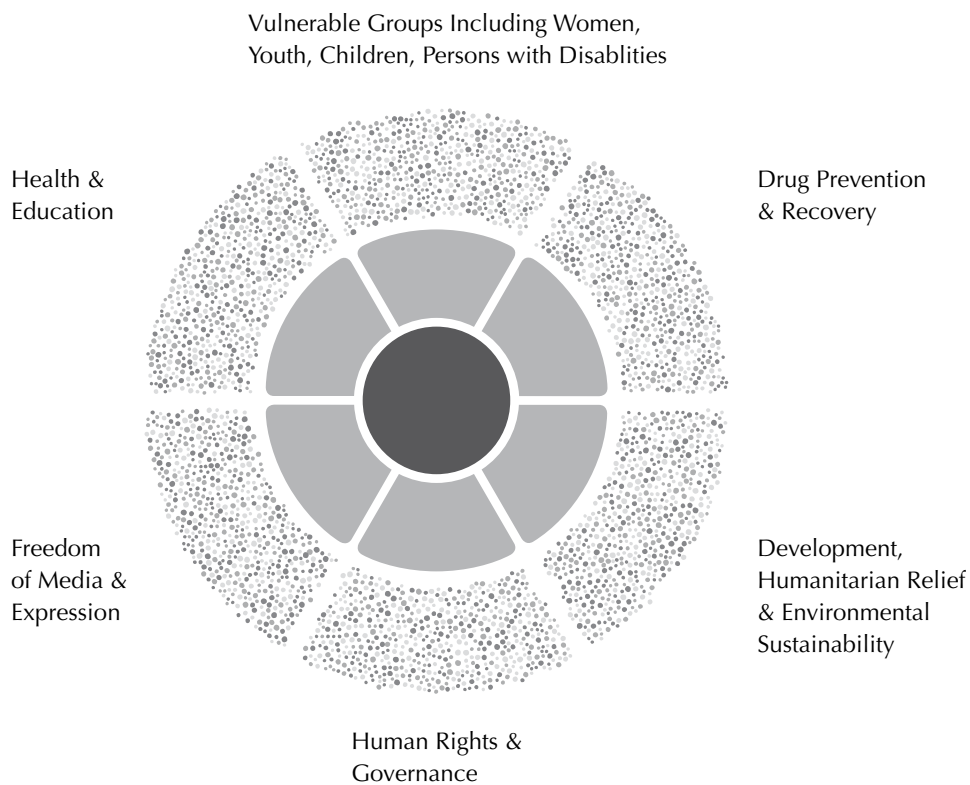 Vulnerable Groups Including Women,
Youth, Children, Persons with Disablities
Health &
Education
Drug Prevention
& Recovery
Freedom
of Media &
Expression
Development,
Humanitarian Relief
& Environmental
Sustainability
Human Rights &
Governance